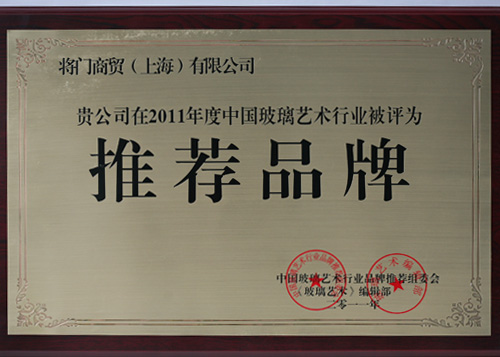 将门商贸（上海）有限公司
贵公司在2011年度中国玻璃艺术行业被评为
推荐品牌
中国玻璃艺术行业品牌推荐组委会
《玻璃艺术》编辑部
二零一一年